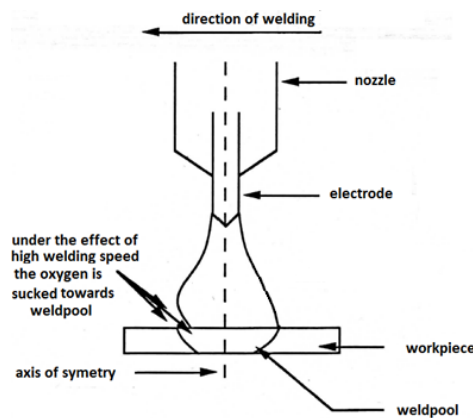 direction of welding
nozzle
electrode
under the effect of
high welding speed
the oxygen is
sucked towards
weldpool
workpiece
axis of symetry
weldpool